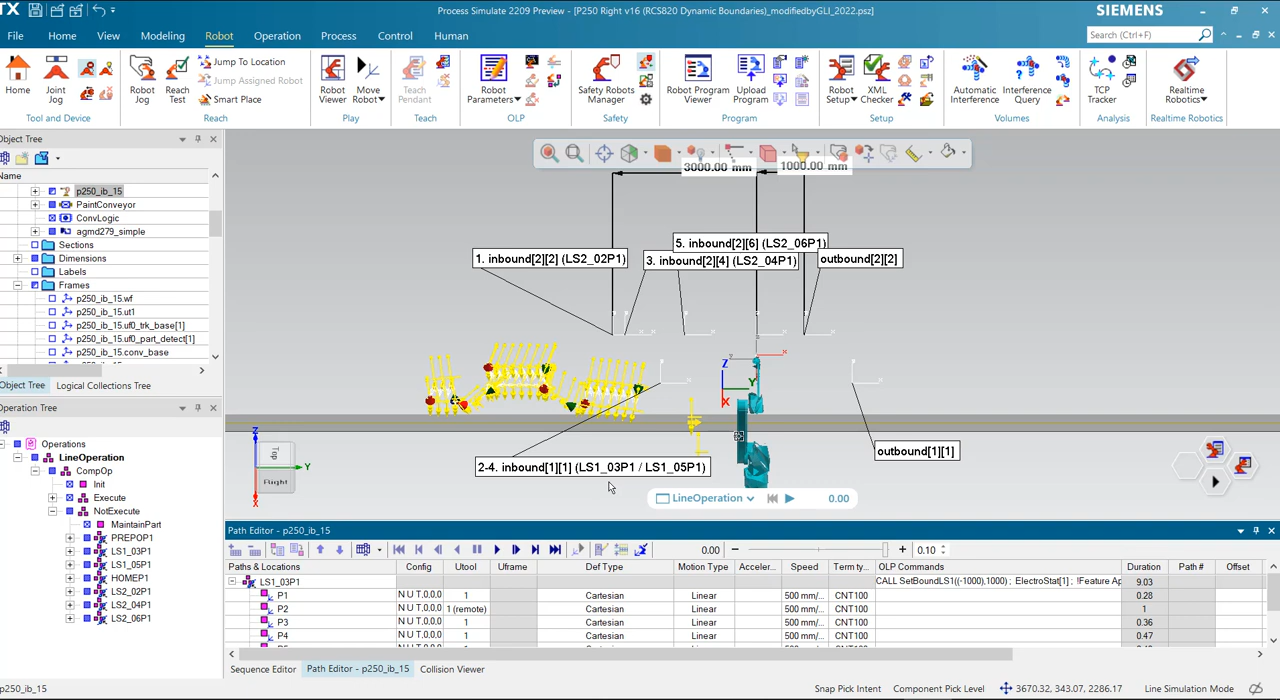 TX
Process Simulate 2209 Preview - [P250 Right v16 (RCS820 Dynamic Boundaries)_modifiedbyGLI_2022.psz]
SIEMENS
File Home View Modeling Robot Operation Process Control Human
Search (Ctrl+F)
Home
Joint Jog
Tool and Device
Robot Jog
Reach Test
Jump To Location
Jump Assigned Robot
Smart Place
Reach
Robot Viewer
Move Robot
Play
Teach Pendant
Teach
Robot Parameters
OLP
Safety Robots Manager
Safety
Robot Program Viewer
Upload Program
Program
Robot Setup
XML Checker
Setup
Automatic Interference
Interference Query
Volumes
TCP Tracker
Analysis
Realtime Robotics
Realtime Robotics
Object Tree
Name
p250_ib_15
PaintConveyor
ConvLogic
agmd279_simple
Sections
Dimensions
Labels
Frames
p250_ib_15.wf
p250_ib_15.ut1
p250_ib_15.uf0_trk_base[1]
p250_ib_15.uf0_part_detect[1]
p250_ib_15.conv_base
Object Tree Logical Collections Tree
Operation Tree
Operations
LineOperation
CompOp
Init
Execute
NotExecute
MaintainPart
PREPOP1
LS1_03P1
LS1_05P1
HOMEP1
LS2_02P1
LS2_04P1
LS2_06P1
3000.00 mm
1000.00 mm
5. inbound[2][6] (LS2_06P1)
1. inbound[2][2] (LS2_02P1)
3. inbound[2][4] (LS2_04P1)
outbound[2][2]
Z
Y
X
outbound[1][1]
2-4. inbound[1][1] (LS1_03P1 / LS1_05P1)
Z
Top
Y
Right
X
LineOperation
0.00
Path Editor - p250_ib_15
0.00
0.10
Paths & Locations Config Utool Uframe Def Type Motion Type Acceler... Speed Term ty... OLP Commands Duration Path # Offset
LS1_03P1 CALL SetBoundLS1((-1000),1000) ; ElectroStat[1] ; !Feature Ap 9.03
P1 N U T,0,0,0 1 Cartesian Linear 500 mm/... CNT100 0.28
P2 N U T,0,0,0 1 (remote) Cartesian Linear 500 mm/... CNT100 1
P3 N U T,0,0,0 1 Cartesian Linear 500 mm/... CNT100 0.36
P4 N U T,0,0,0 1 Cartesian Linear 500 mm/... CNT100 0.47
Sequence Editor Path Editor - p250_ib_15 Collision Viewer
p250_ib_15
Snap Pick Intent Component Pick Level 3670.32, 343.07, 2286.17 Line Simulation Mode